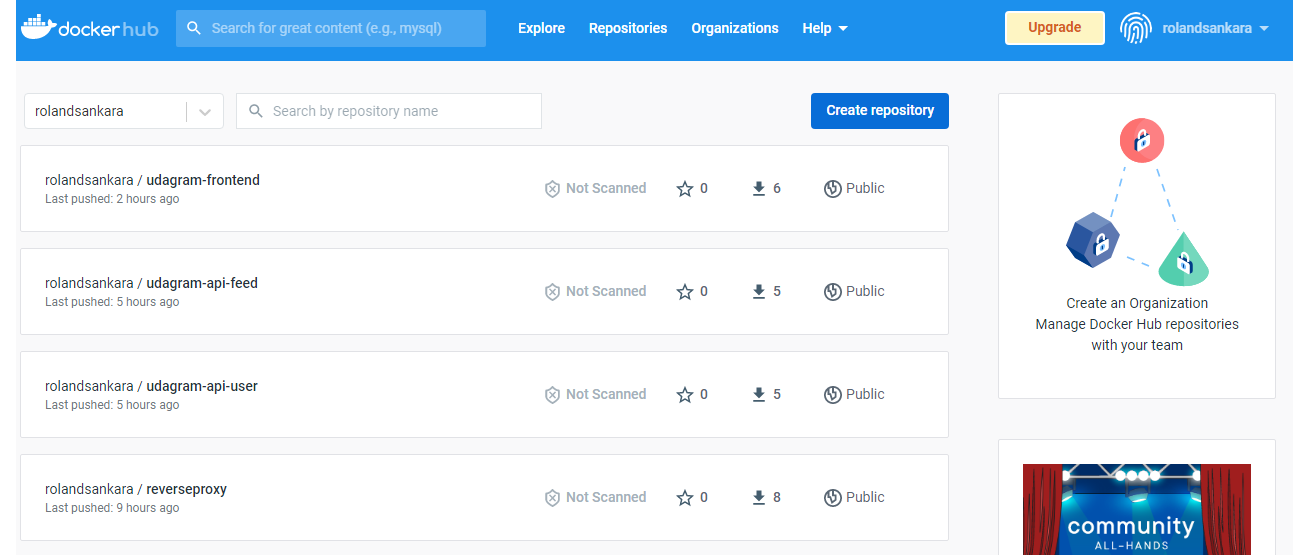 docker hub
Search for great content (e.g., mysql)
Explore
Repositories
Organizations
Help
Upgrade
rolandsankara
rolandsankara
Search by repository name
Create repository
rolandsankara / udagram-frontend
Last pushed: 2 hours ago
Not Scanned
0
6
Public
rolandsankara / udagram-api-feed
Last pushed: 5 hours ago
Not Scanned
0
5
Public
rolandsankara / udagram-api-user
Last pushed: 5 hours ago
Not Scanned
0
5
Public
rolandsankara / reverseproxy
Last pushed: 9 hours ago
Not Scanned
0
8
Public
Create an Organization
Manage Docker Hub repositories
with your team
community
ALL-HANDS